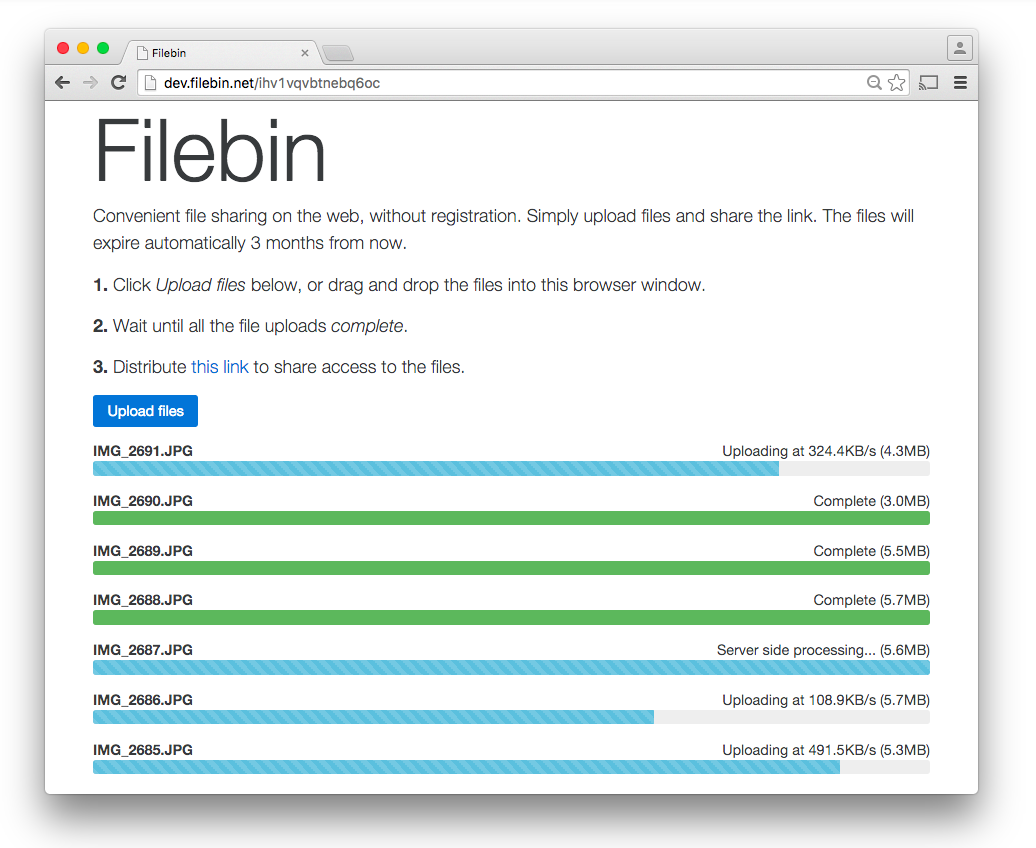 Filebin
dev.filebin.net/ihv1vqvbtnebq6oc
Filebin
Convenient file sharing on the web, without registration. Simply upload files and share the link. The files will
expire automatically 3 months from now.
1. Click Upload files below, or drag and drop the files into this browser window.
2. Wait until all the file uploads complete.
3. Distribute this link to share access to the files.
Upload files
IMG_2691.JPG Uploading at 324.4KB/s (4.3MB)
IMG_2690.JPG Complete (3.0MB)
IMG_2689.JPG Complete (5.5MB)
IMG_2688.JPG Complete (5.7MB)
IMG_2687.JPG Server side processing... (5.6MB)
IMG_2686.JPG Uploading at 108.9KB/s (5.7MB)
IMG_2685.JPG Uploading at 491.5KB/s (5.3MB)